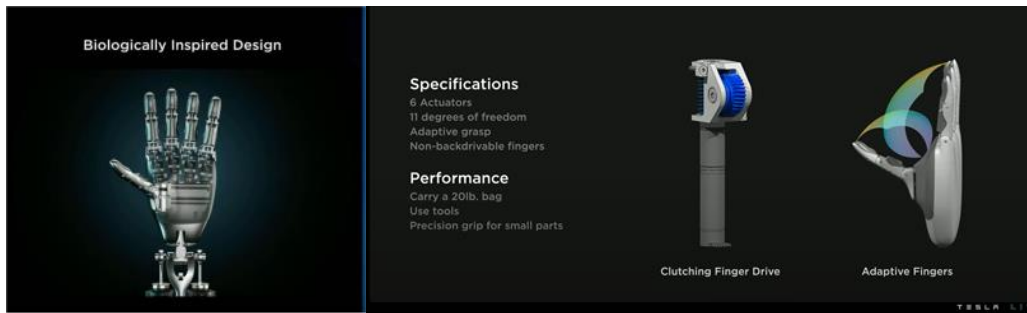 Biologically Inspired Design
Specifications
6 Actuators
11 degrees of freedom
Adaptive grasp
Non-backdrivable fingers
Performance
Carry a 20lb. bag
Use tools
Precision grip for small parts
Clutching Finger Drive
Adaptive Fingers
TESLA